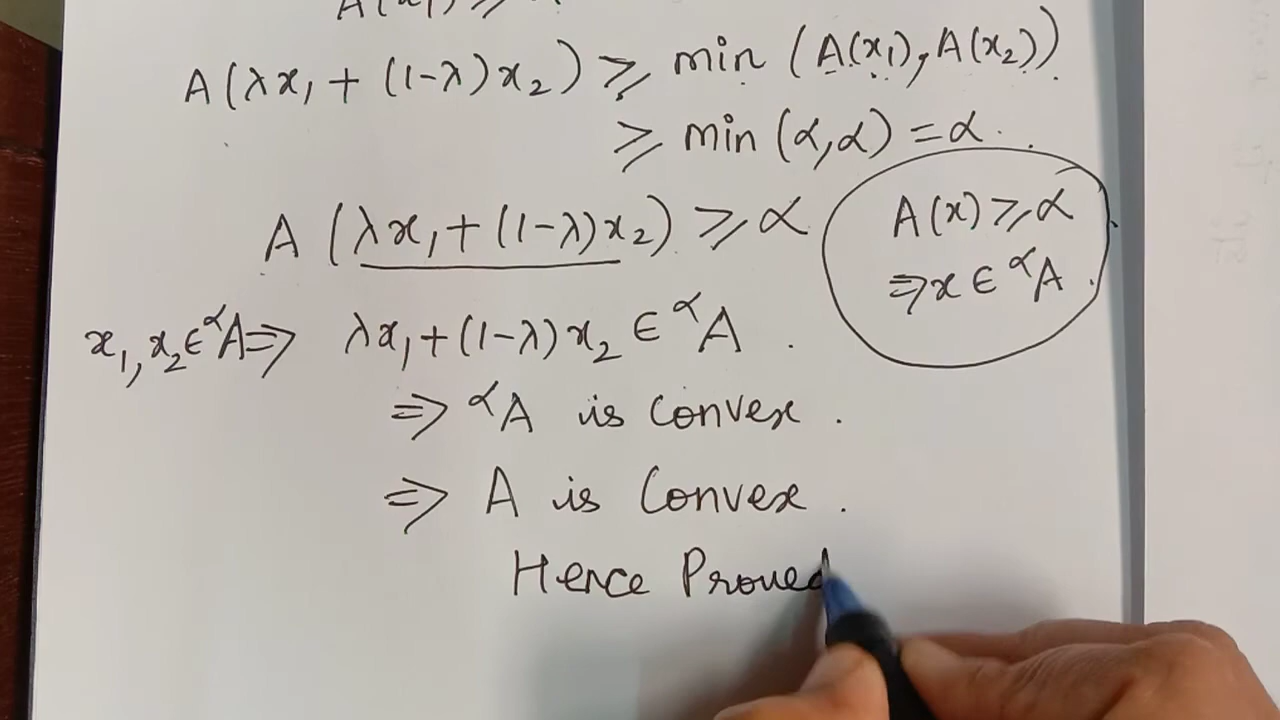 A(x₁) ≥
A(λx₁ + (1-λ)x₂) ≥ min (A(x₁), A(x₂))
≥ min (α,α) = α.
A (λx₁ + (1-λ)x₂) ≥ α
A(x) ≥ α
⇒ x ∈ ᵅA.
x₁, x₂ ∈ ᵅA ⇒ λx₁ + (1-λ)x₂ ∈ ᵅA.
⇒ ᵅA is convex.
⇒ A is Convex.
Hence Proved